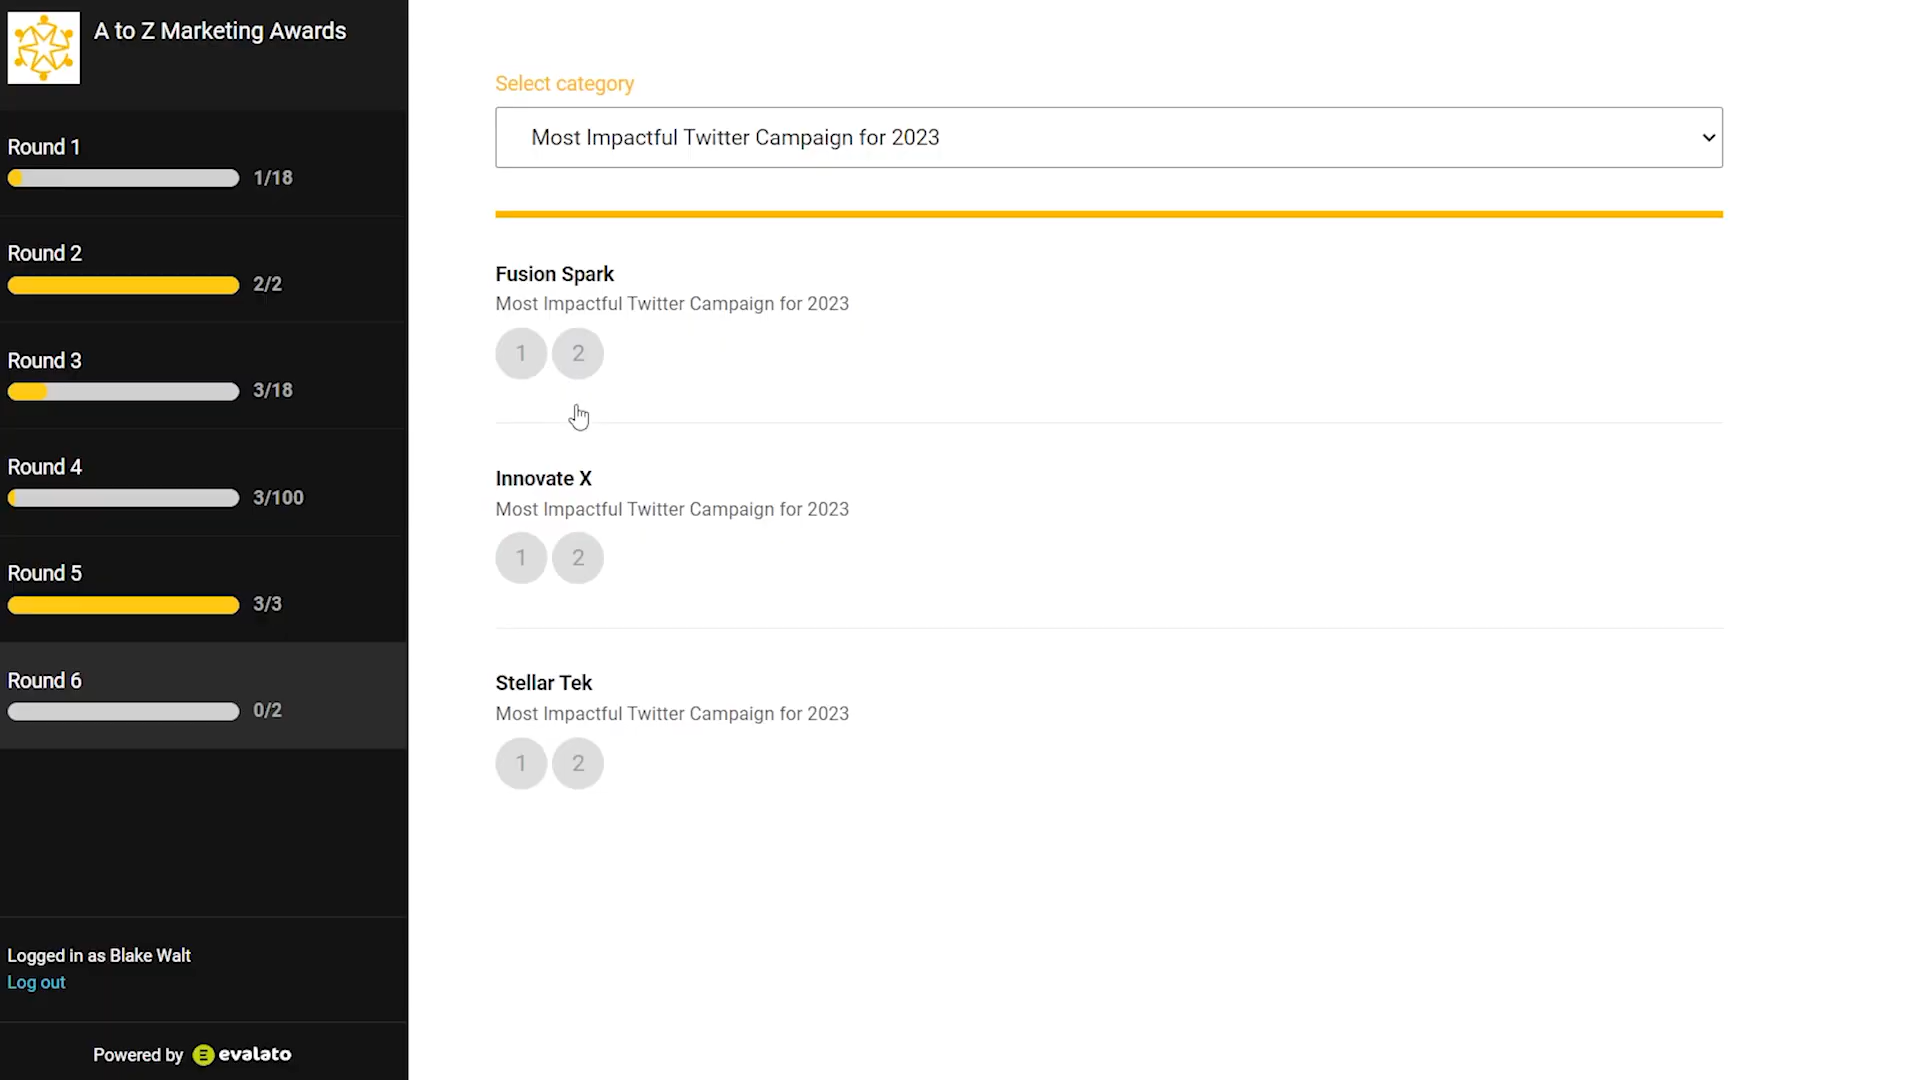 A to Z Marketing Awards
Round 1
1/18
Round 2
2/2
Round 3
3/18
Round 4
3/100
Round 5
3/3
Round 6
0/2
Logged in as Blake Walt
Log out
Powered by evalato
Select category
Most Impactful Twitter Campaign for 2023
Fusion Spark
Most Impactful Twitter Campaign for 2023
1 2
Innovate X
Most Impactful Twitter Campaign for 2023
1 2
Stellar Tek
Most Impactful Twitter Campaign for 2023
1 2